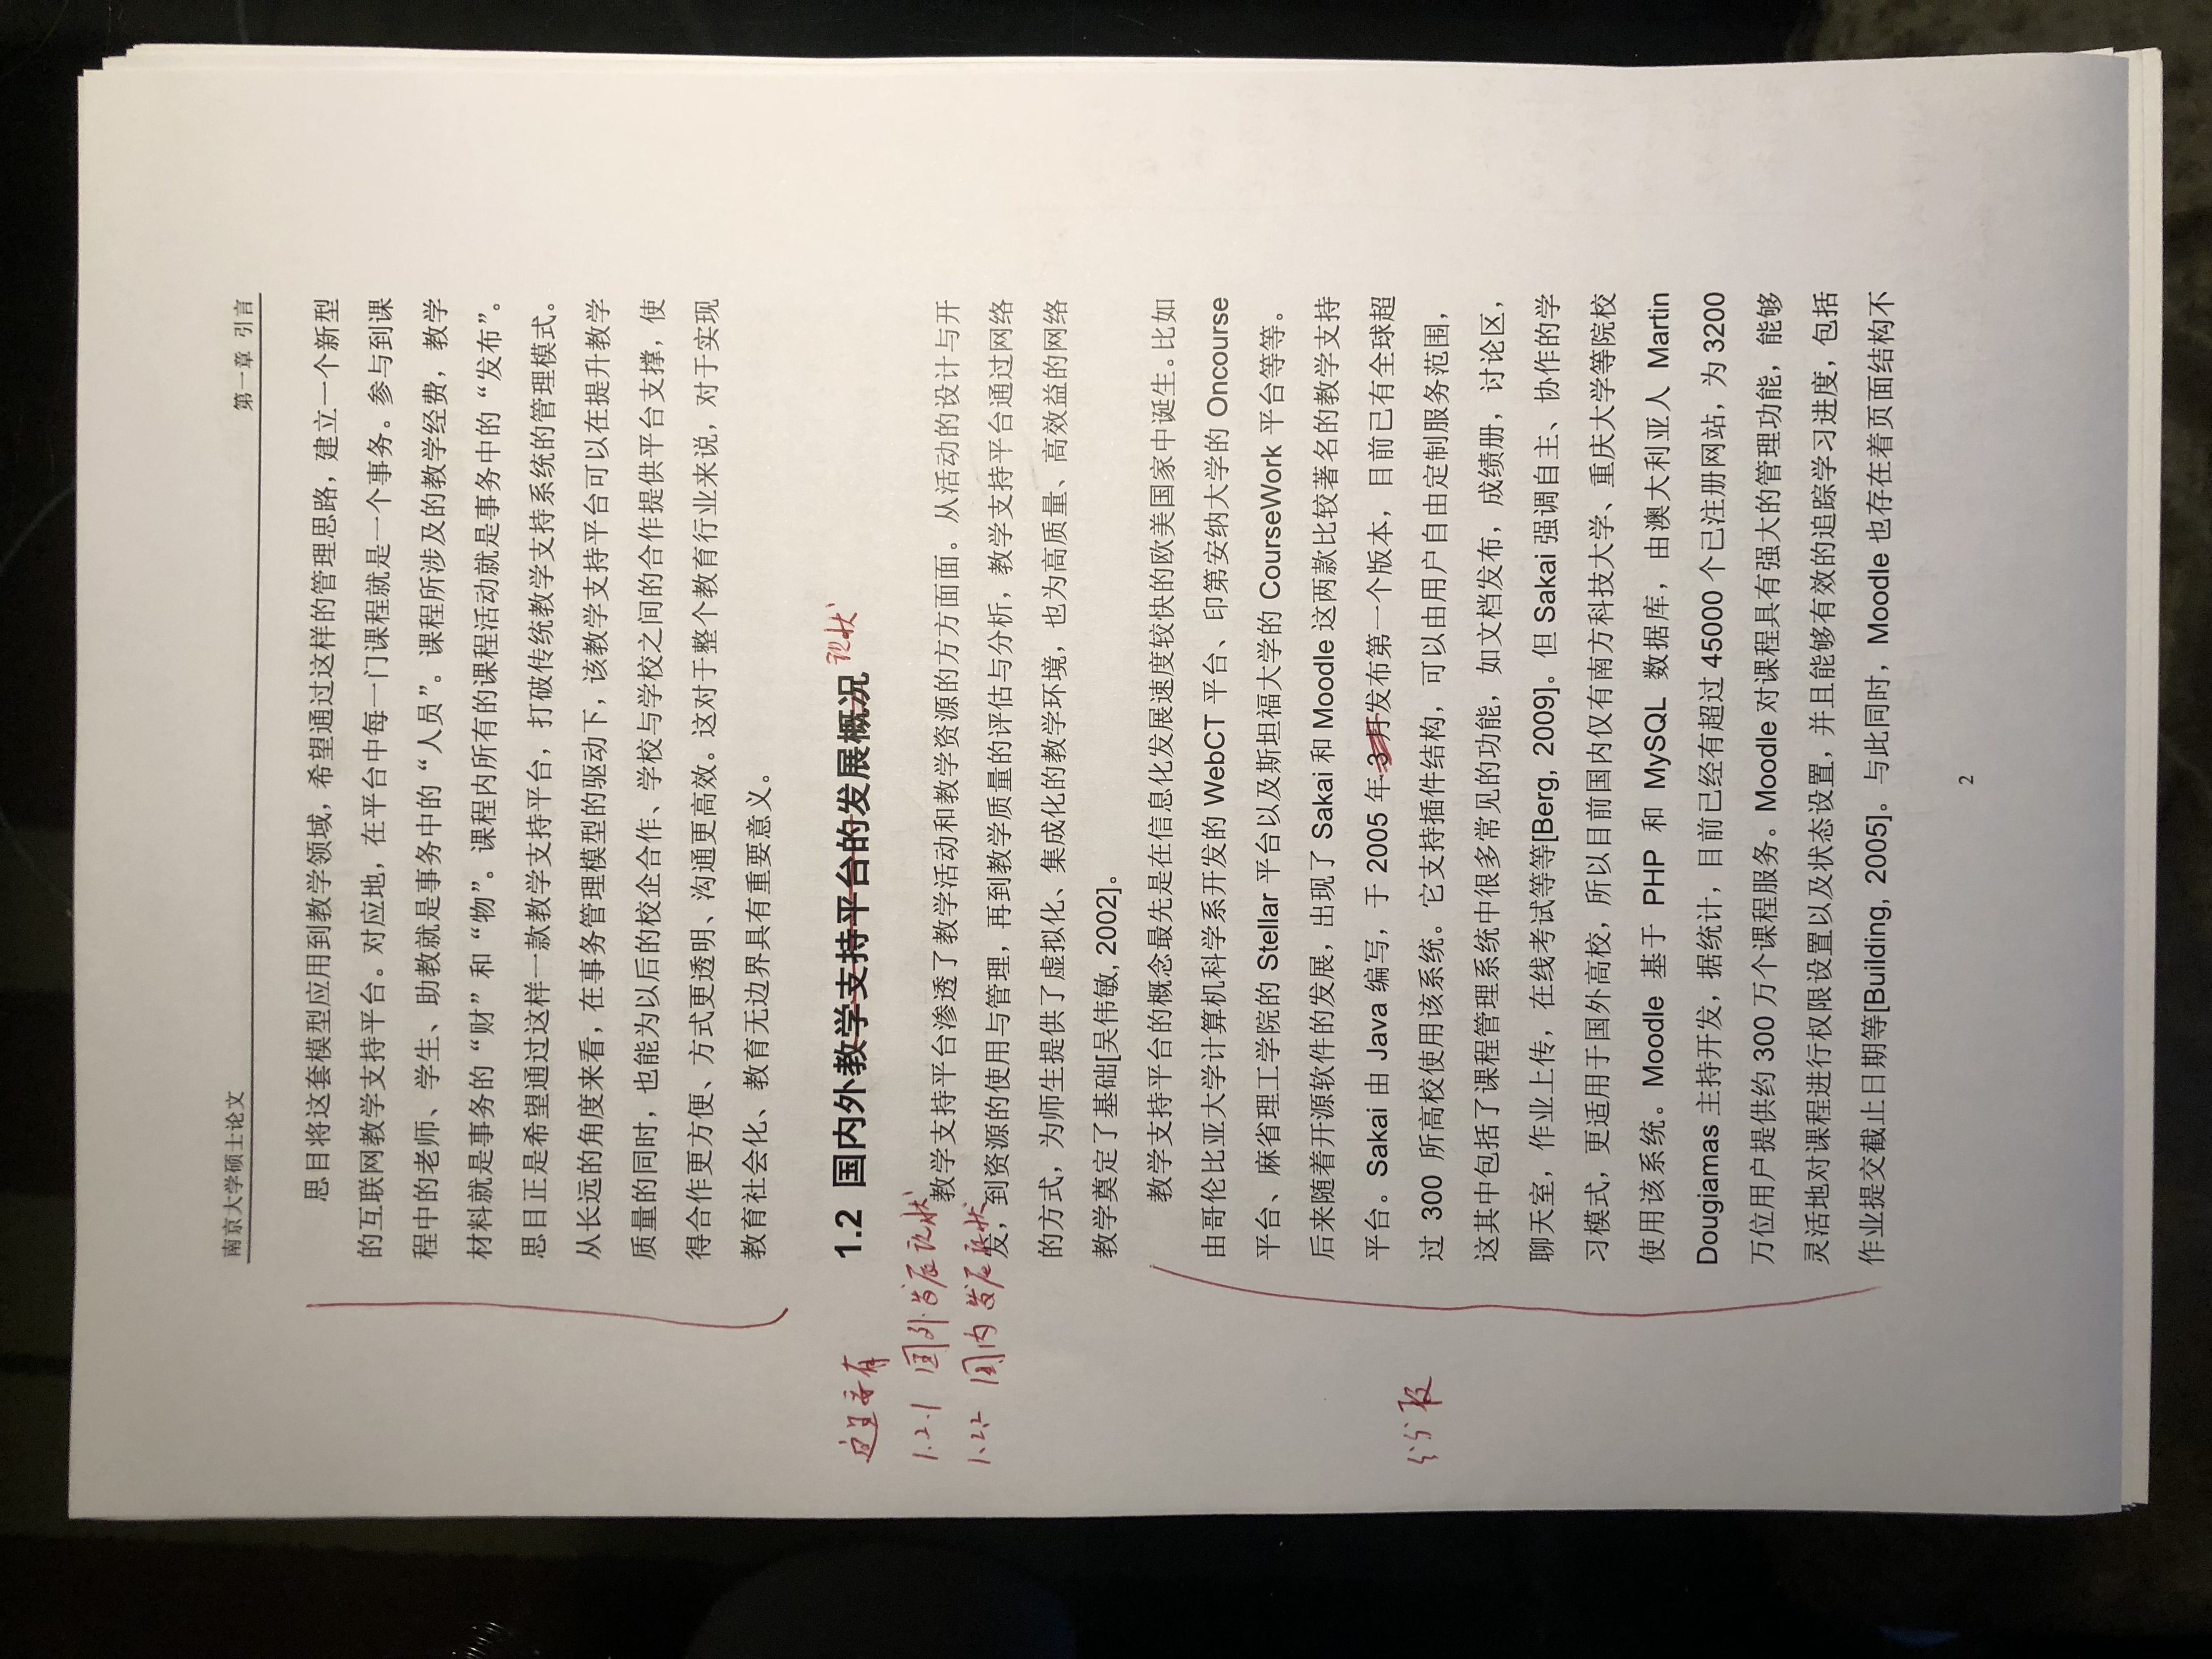 南京大学硕士论文
第一章 引言
思目将这套模型应用到教学领域，希望通过这样的管理思路，建立一个新型
的互联网教学支持平台。对应地，在平台中每一门课程就是一个事务。参与到课
程中的老师、学生、助教就是事务中的“人员”。课程所涉及的教学经费，教学
材料就是事务的“财”和“物”。课程内所有的课程活动就是事务中的“发布”。
思目正是希望通过这样一款教学支持平台，打破传统教学支持系统的管理模式。
从长远的角度来看，在事务管理模型的驱动下，该教学支持平台可以在提升教学
质量的同时，也能为以后的校企合作、学校与学校之间的合作提供平台支撑，使
得合作更方便、方式更透明、沟通更高效。这对于整个教育行业来说，对于实现
教育社会化、教育无边界具有重要意义。
1.2 国内外教学支持平台的发展概况 现状
这里要有
1.2.1 国外发展现状
1.2.2 国内发展现状
教学支持平台渗透了教学活动和教学资源的方方面面。从活动的设计与开
发，到资源的使用与管理，再到教学质量的评估与分析，教学支持平台通过网络
的方式，为师生提供了虚拟化、集成化的教学环境，也为高质量、高效益的网络
教学奠定了基础[吴伟敏, 2002]。
教学支持平台的概念最先是在信息化发展速度较快的欧美国家中诞生。比如
由哥伦比亚大学计算机科学系开发的 WebCT 平台、印第安纳大学的 Oncourse
平台、麻省理工学院的 Stellar 平台以及斯坦福大学的 CourseWork 平台等等。
后来随着开源软件的发展，出现了 Sakai 和 Moodle 这两款比较著名的教学支持
平台。Sakai 由 Java 编写，于 2005 年 3 月发布第一个版本，目前已有全球超
过 300 所高校使用该系统。它支持插件结构，可以由用户自由定制服务范围，
分段
这其中包括了课程管理系统中很多常见的功能，如文档发布，成绩册，讨论区，
聊天室，作业上传，在线考试等等[Berg, 2009]。但 Sakai 强调自主、协作的学
习模式，更适用于国外高校，所以目前国内仅有南方科技大学、重庆大学等院校
使用该系统。Moodle 基于 PHP 和 MySQL 数据库，由澳大利亚人 Martin
Dougiamas 主持开发，据统计，目前已经有超过 45000 个已注册网站，为 3200
万位用户提供约 300 万个课程服务。Moodle 对课程具有强大的管理功能，能够
灵活地对课程进行权限设置以及状态设置，并且能够有效的追踪学习进度，包括
作业提交截止日期等[Building, 2005]。与此同时，Moodle 也存在着页面结构不
2